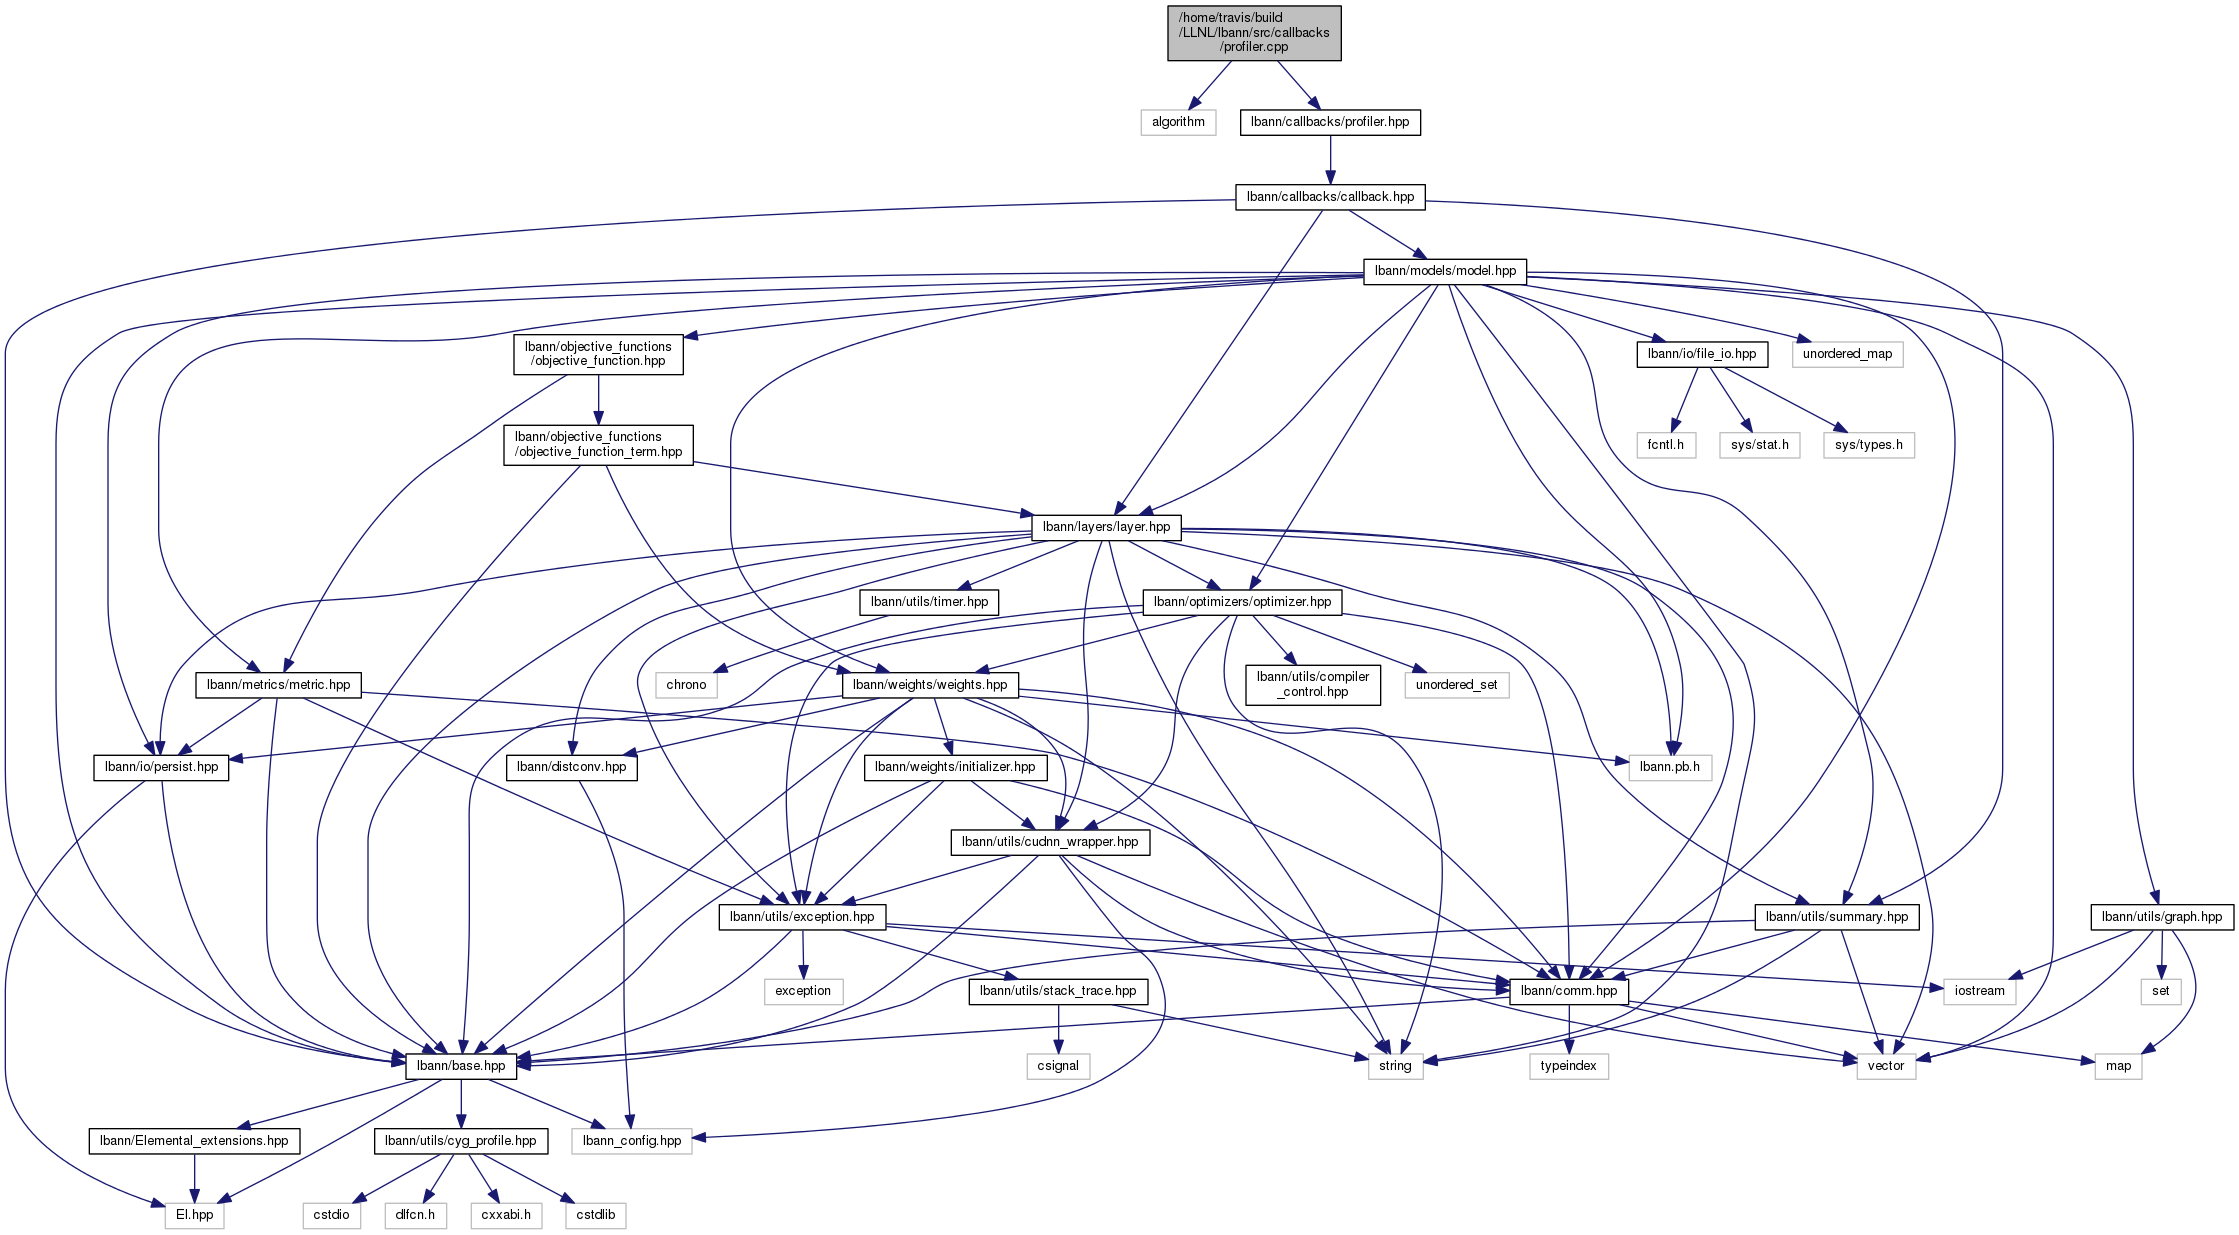 /home/travis/build
/LLNL/lbann/src/callbacks
/profiler.cpp
algorithm
lbann/callbacks/profiler.hpp
lbann/callbacks/callback.hpp
lbann/models/model.hpp
lbann/objective_functions
/objective_function.hpp
lbann/io/file_io.hpp
unordered_map
lbann/objective_functions
/objective_function_term.hpp
fcntl.h
sys/stat.h
sys/types.h
lbann/layers/layer.hpp
lbann/utils/timer.hpp
lbann/optimizers/optimizer.hpp
lbann/metrics/metric.hpp
chrono
lbann/weights/weights.hpp
lbann/utils/compiler
_control.hpp
unordered_set
lbann/io/persist.hpp
lbann/distconv.hpp
lbann/weights/initializer.hpp
lbann.pb.h
lbann/utils/cudnn_wrapper.hpp
lbann/utils/exception.hpp
lbann/utils/summary.hpp
lbann/utils/graph.hpp
exception
lbann/utils/stack_trace.hpp
lbann/comm.hpp
iostream
set
lbann/base.hpp
csignal
string
typeindex
vector
map
lbann/Elemental_extensions.hpp
lbann/utils/cyg_profile.hpp
lbann_config.hpp
El.hpp
cstdio
dlfcn.h
cxxabi.h
cstdlib